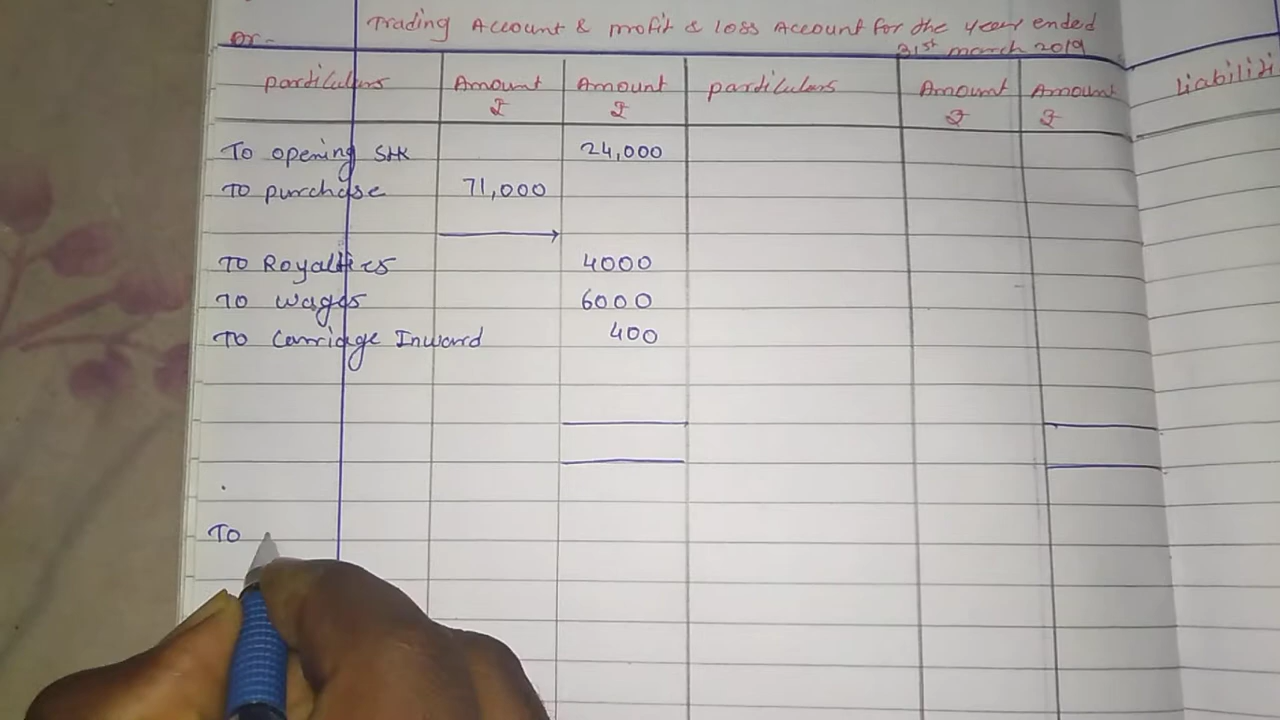 Trading Account & profit & loss Account for the year ended
31st march 2019
Dr-
particulars Amount ₹ Amount ₹ particulars Amount ₹ Amount ₹
liabiliti
To opening Stk 24,000
To purchase 71,000
To Royalties 4000
To wages 6000
To Carriage Inward 400
To